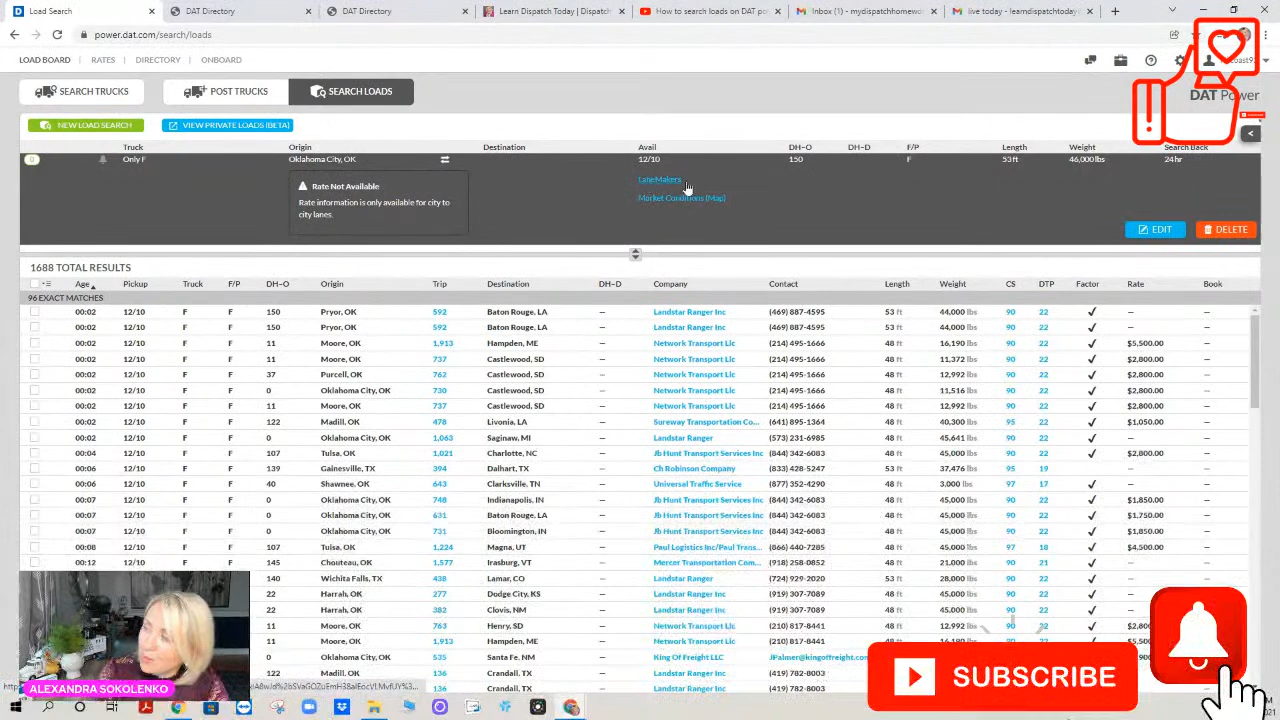 Load Search
DAT Directory
DAT Directory
Learn Dispatch Today | Dispatch
How to search loads on DAT po
Inbox (1) - mydispatchhomework
live today - learndispatchtoday
power.dat.com/search/loads
LOAD BOARD RATES DIRECTORY ONBOARD
SEARCH TRUCKS POST TRUCKS SEARCH LOADS
DAT Power
NEW LOAD SEARCH VIEW PRIVATE LOADS (BETA)
Truck Origin Destination Avail DH–O DH–D F/P Length Weight Search Back
0 Only F Oklahoma City, OK 12/10 150 F 53 ft 46,000 lbs 24 hr
Rate Not Available
Rate information is only available for city to
city lanes.
LaneMakers
Market Conditions (Map)
EDIT DELETE
1688 TOTAL RESULTS
Age Pickup Truck F/P DH–O Origin Trip Destination DH–D Company Contact Length Weight CS DTP Factor Rate Book
96 EXACT MATCHES
00:02 12/10 F F 150 Pryor, OK 592 Baton Rouge, LA — Landstar Ranger Inc (469) 887-4595 53 ft 44,000 lbs 90 22 ✓ — —
00:02 12/10 F F 150 Pryor, OK 592 Baton Rouge, LA — Landstar Ranger Inc (469) 887-4595 48 ft 44,000 lbs 90 22 ✓ — —
00:02 12/10 F F 11 Moore, OK 1,913 Hampden, ME — Network Transport Llc (214) 495-1666 48 ft 16,190 lbs 90 22 ✓ $5,500.00 —
00:02 12/10 F F 11 Moore, OK 737 Castlewood, SD — Network Transport Llc (214) 495-1666 48 ft 11,372 lbs 90 22 ✓ $2,800.00 —
00:02 12/10 F F 37 Purcell, OK 762 Castlewood, SD — Network Transport Llc (214) 495-1666 48 ft 12,992 lbs 90 22 ✓ $2,800.00 —
00:02 12/10 F F 0 Oklahoma City, OK 730 Castlewood, SD — Network Transport Llc (214) 495-1666 48 ft 11,516 lbs 90 22 ✓ $2,800.00 —
00:02 12/10 F F 11 Moore, OK 737 Castlewood, SD — Network Transport Llc (214) 495-1666 48 ft 12,992 lbs 90 22 ✓ $2,800.00 —
00:02 12/10 F F 122 Madill, OK 478 Livonia, LA — Sureway Transportation Co... (641) 895-1364 48 ft 40,300 lbs 95 22 ✓ $1,050.00 —
00:02 12/10 F F 0 Oklahoma City, OK 1,063 Saginaw, MI — Landstar Ranger (573) 231-6985 48 ft 45,641 lbs 90 22 ✓ — —
00:04 12/10 F F 107 Tulsa, OK 1,021 Charlotte, NC — Jb Hunt Transport Services Inc (844) 342-6083 48 ft 45,000 lbs 90 22 ✓ $2,800.00 —
00:06 12/10 F F 139 Gainesville, TX 394 Dalhart, TX — Ch Robinson Company (833) 428-5247 53 ft 37,476 lbs 95 19 — —
00:06 12/10 F F 40 Shawnee, OK 643 Clarksville, TN — Universal Traffic Service (877) 352-4290 53 ft 3,000 lbs 97 17 ✓ — —
00:07 12/10 F F 0 Oklahoma City, OK 748 Indianapolis, IN — Jb Hunt Transport Services Inc (844) 342-6083 48 ft 45,000 lbs 90 22 ✓ $1,850.00 —
00:07 12/10 F F 0 Oklahoma City, OK 631 Baton Rouge, LA — Jb Hunt Transport Services Inc (844) 342-6083 48 ft 45,000 lbs 90 22 ✓ $1,750.00 —
00:07 12/10 F F 0 Oklahoma City, OK 731 Bloomington, IN — Jb Hunt Transport Services Inc (844) 342-6083 48 ft 45,000 lbs 90 22 ✓ $1,850.00 —
00:08 12/10 F F 107 Tulsa, OK 1,224 Magna, UT — Paul Logistics Inc/Paul Trans... (866) 440-7285 48 ft 45,000 lbs 97 18 ✓ $4,500.00 —
00:12 12/10 F F 145 Chouteau, OK 1,577 Irasburg, VT — Mercer Transportation Com... (918) 258-0852 48 ft 21,000 lbs 90 21 ✓ — —
140 Wichita Falls, TX 438 Lamar, CO — Landstar Ranger (724) 929-2020 53 ft 28,000 lbs 90 22 ✓ — —
22 Harrah, OK 277 Dodge City, KS — Landstar Ranger Inc (919) 307-7089 48 ft 45,000 lbs 90 22 ✓ — —
22 Harrah, OK 382 Clovis, NM — Landstar Ranger Inc (919) 307-7089 48 ft 45,000 lbs 90 22 ✓ — —
11 Moore, OK 763 Henry, SD — Network Transport Llc (210) 817-8441 48 ft 12,992 lbs 90 22 ✓
11 Moore, OK 1,913 Hampden, ME — Network Transport Llc (210) 817-8441 48 ft 16,190 lbs 90 22 ✓
0 Oklahoma City, OK 535 Santa Fe, NM — King Of Freight LLC JPalmer@kingoffreight.com
22 Madill, OK 136 Crandall, TX — Landstar Ranger Inc (419) 782-8003
22 Madill, OK 136 Crandall, TX — Landstar Ranger Inc (419) 782-8003
ALEXANDRA SOKOLENKO
SUBSCRIBE